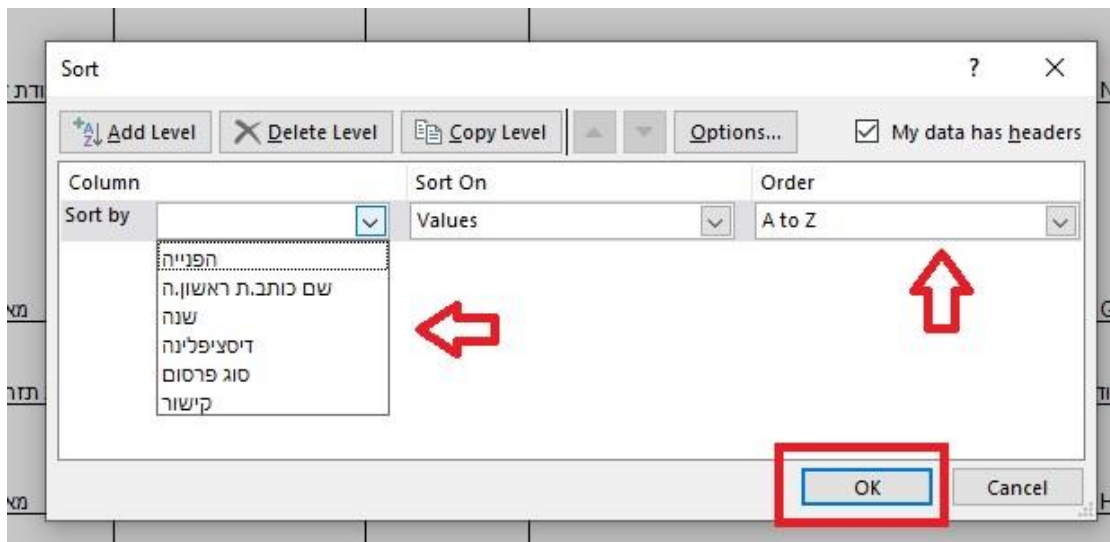 Sort
? X
Add Level Delete Level Copy Level Options... My data has headers
Column Sort On Order
Sort by Values A to Z
הפנייה
שם כותב.ת ראשון.ה
שנה
דיסציפלינה
סוג פרסום
קישור
OK Cancel